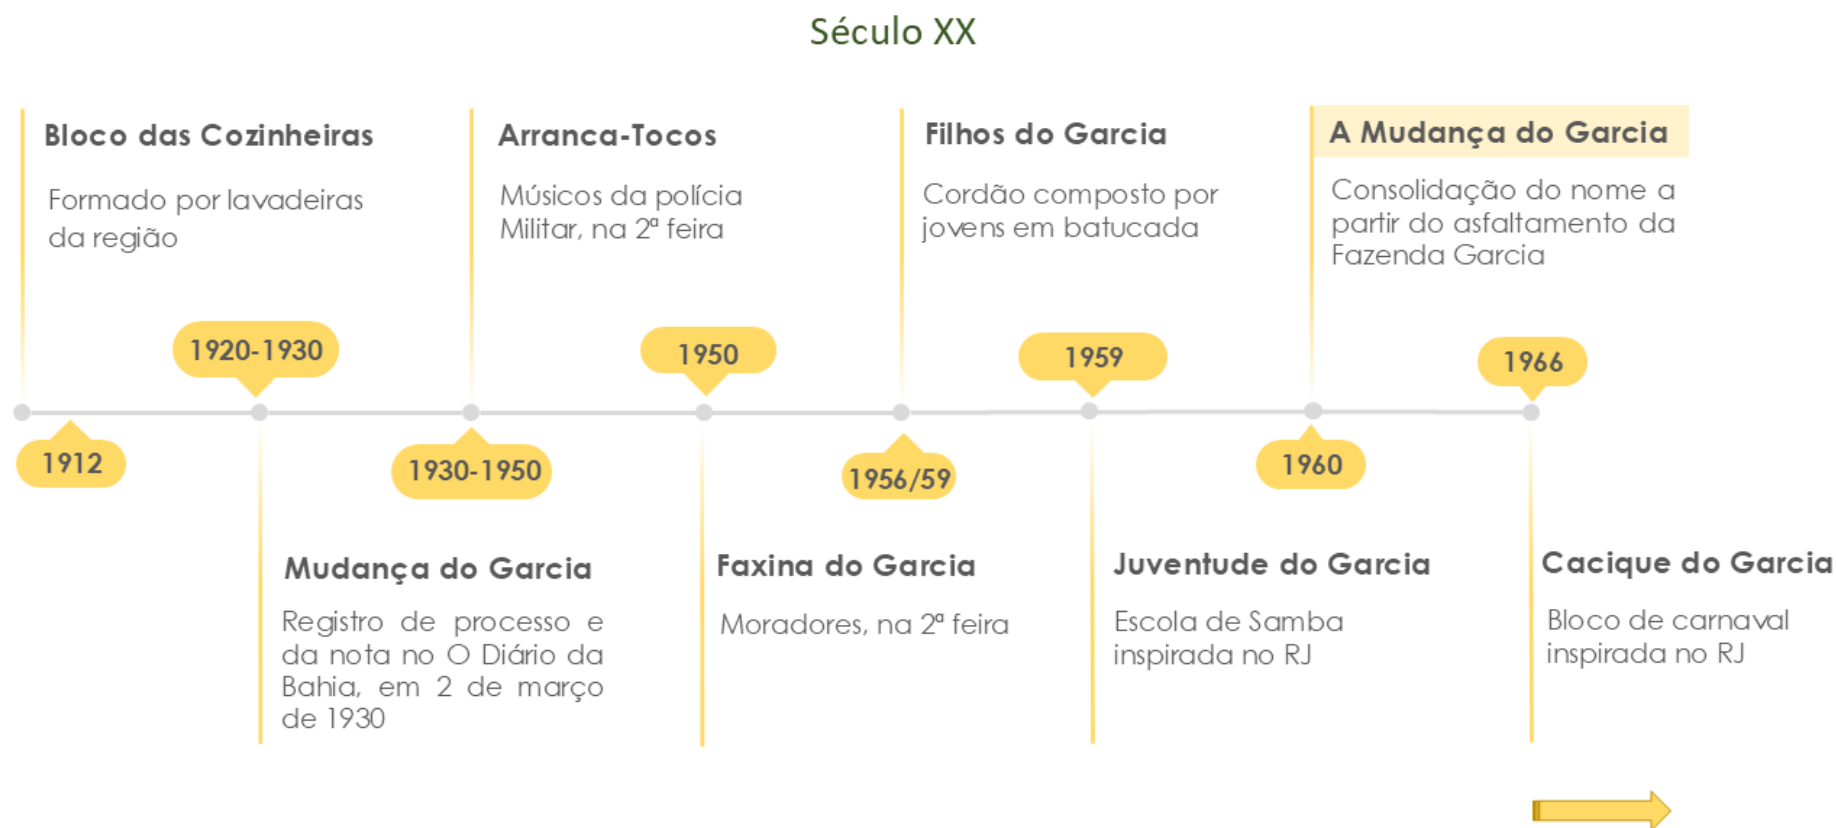 Século XX
Bloco das Cozinheiras
Formado por lavadeiras
da região
1912
1920-1930
Mudança do Garcia
Registro de processo e
da nota no O Diário da
Bahia, em 2 de março
de 1930
Arranca-Tocos
Músicos da polícia
Militar, na 2ª feira
1930-1950
1950
Faxina do Garcia
Moradores, na 2ª feira
Filhos do Garcia
Cordão composto por
jovens em batucada
1956/59
1959
Juventude do Garcia
Escola de Samba
inspirada no RJ
A Mudança do Garcia
Consolidação do nome a
partir do asfaltamento da
Fazenda Garcia
1960
1966
Cacique do Garcia
Bloco de carnaval
inspirada no RJ